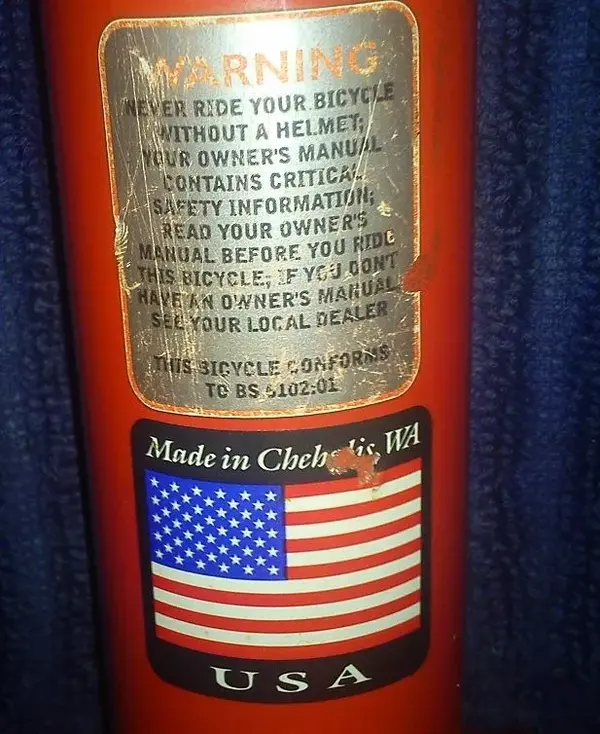 WARNING
NEVER RIDE YOUR BICYCLE
WITHOUT A HELMET;
YOUR OWNER'S MANUAL
CONTAINS CRITICAL
SAFETY INFORMATION;
READ YOUR OWNER'S
MANUAL BEFORE YOU RIDE
THIS BICYCLE; IF YOU DON'T
HAVE AN OWNER'S MANUAL
SEE YOUR LOCAL DEALER
THIS BICYCLE CONFORMS
TO BS 6102:01
Made in Chehalis, WA
USA